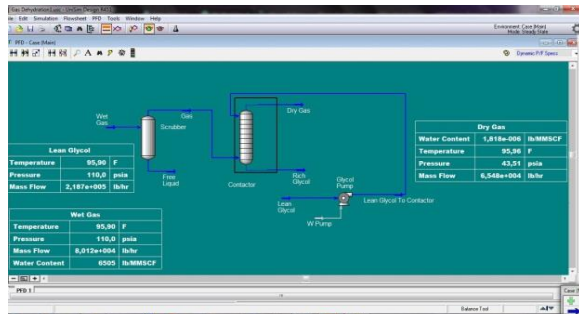 Gas Dehydration1.usc - UniSim Design R451
File Edit Simulation Flowsheet PFD Tools Window Help
Environment: Case (Main)
Mode: Steady State
PFD - Case (Main)
Dynamic P/F Specs
Wet
Gas
Gas
Scrubber
Free
Liquid
Dry Gas
Contactor
Rich
Glycol
Glycol
Pump
Lean
Glycol
Lean Glycol To Contactor
W Pump
Lean Glycol
Temperature 95,90 F
Pressure 110,0 psia
Mass Flow 2,187e+005 lb/hr
Wet Gas
Temperature 95,90 F
Pressure 110,0 psia
Mass Flow 8,012e+004 lb/hr
Water Content 6505 lb/MMSCF
Dry Gas
Water Content 1,818e-006 lb/MMSCF
Temperature 95,96 F
Pressure 43,51 psia
Mass Flow 6,548e+004 lb/hr
PFD 1
Balance Tool
Case (M